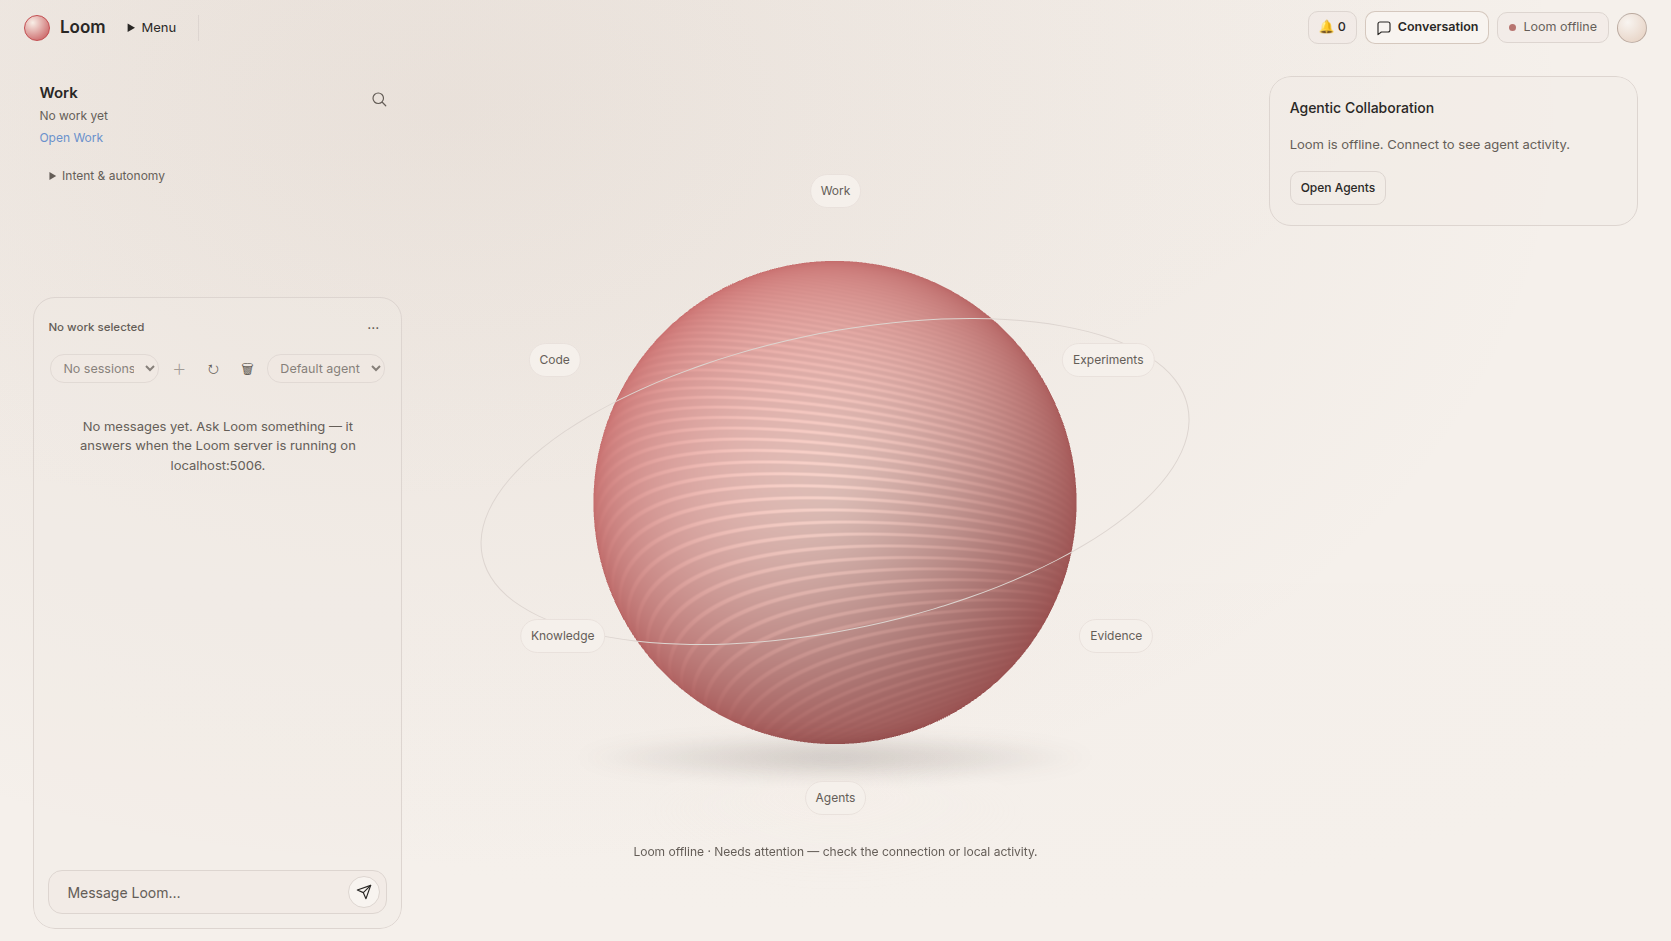 Loom
Menu
🔔 0
Conversation
Loom offline
Work
No work yet
Open Work
Intent & autonomy
Agentic Collaboration
Loom is offline. Connect to see agent activity.
Open Agents
Work
Code
Experiments
Knowledge
Evidence
Agents
Loom offline · Needs attention — check the connection or local activity.
No work selected
...
No sessions
Default agent
No messages yet. Ask Loom something — it
answers when the Loom server is running on
localhost:5006.
Message Loom...